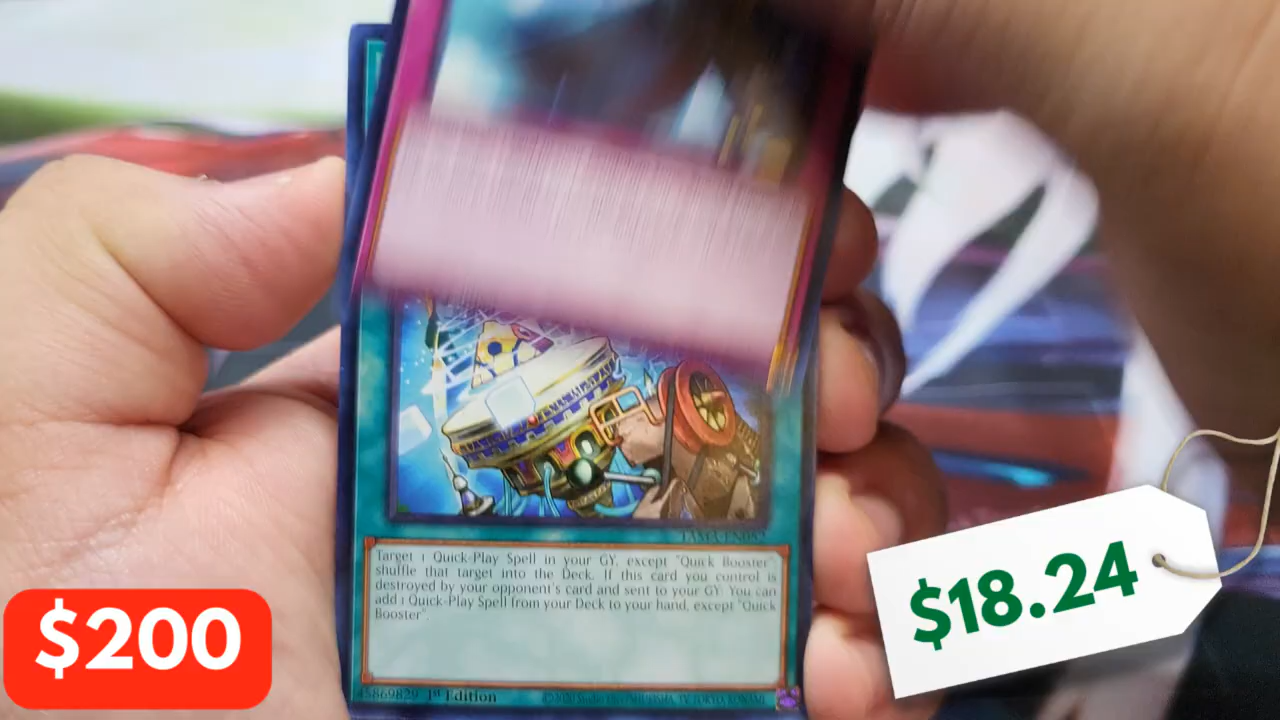 Target 1 Quick-Play Spell in your GY, except "Quick Booster";
shuffle that target into the Deck. If this card you control is
destroyed by your opponent's card and sent to your GY: You can
add 1 Quick-Play Spell from your Deck to your hand, except "Quick
Booster".
45869829 1st Edition
$200
$18.24